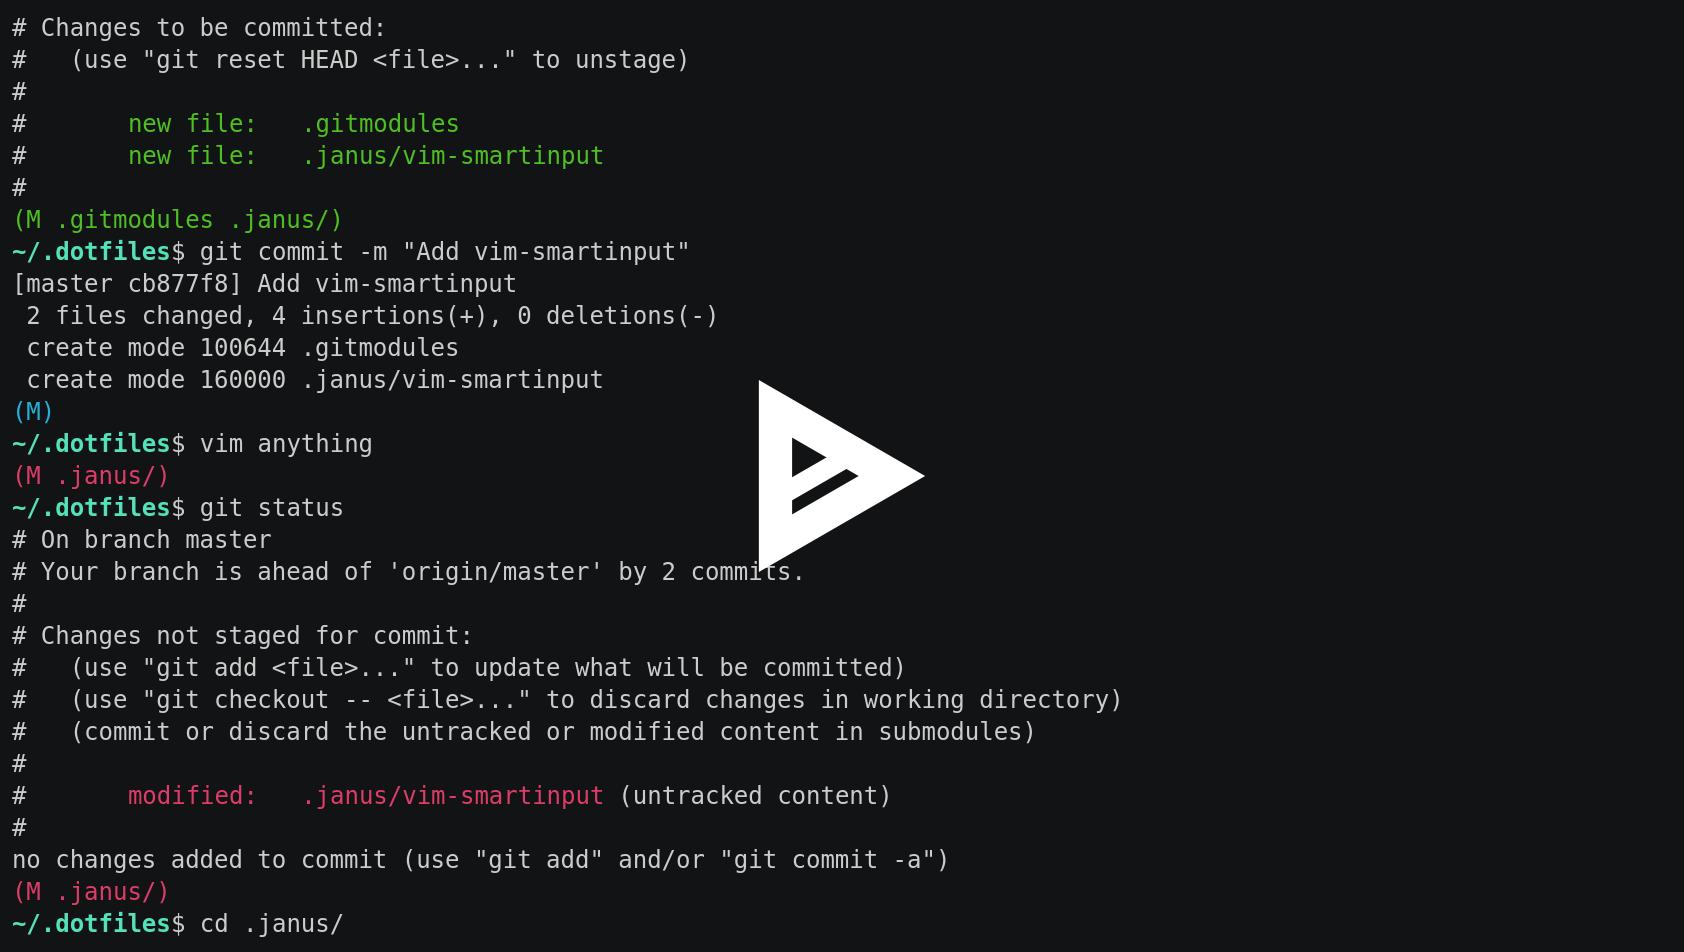 # Changes to be committed:
#   (use "git reset HEAD <file>..." to unstage)
#
#       new file:   .gitmodules
#       new file:   .janus/vim-smartinput
#
(M .gitmodules .janus/)
~/.dotfiles$ git commit -m "Add vim-smartinput"
[master cb877f8] Add vim-smartinput
 2 files changed, 4 insertions(+), 0 deletions(-)
 create mode 100644 .gitmodules
 create mode 160000 .janus/vim-smartinput
(M)
~/.dotfiles$ vim anything
(M .janus/)
~/.dotfiles$ git status
# On branch master
# Your branch is ahead of 'origin/master' by 2 commits.
#
# Changes not staged for commit:
#   (use "git add <file>..." to update what will be committed)
#   (use "git checkout -- <file>..." to discard changes in working directory)
#   (commit or discard the untracked or modified content in submodules)
#
#       modified:   .janus/vim-smartinput (untracked content)
#
no changes added to commit (use "git add" and/or "git commit -a")
(M .janus/)
~/.dotfiles$ cd .janus/